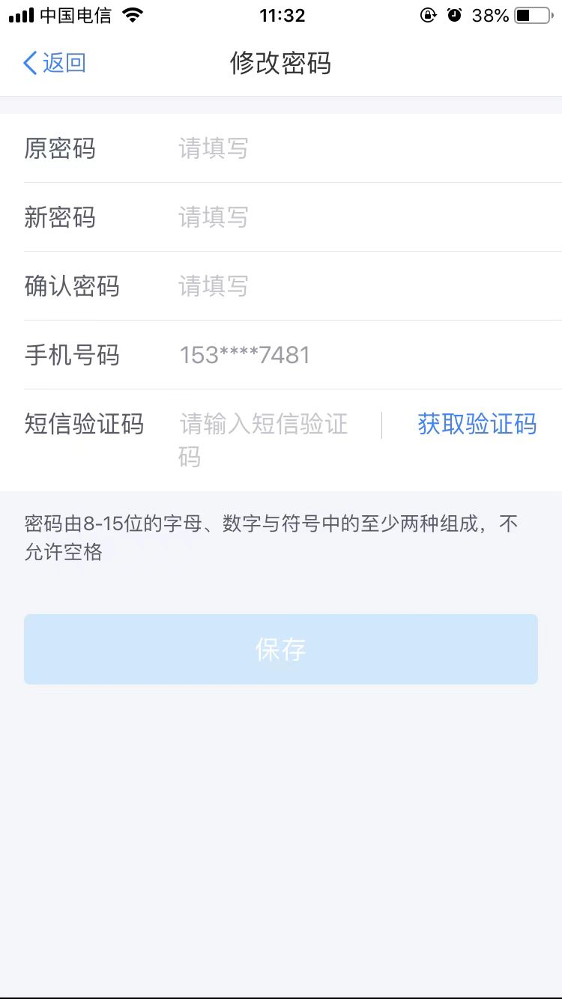 中国电信 11:32 38%
返回 修改密码
原密码 请填写
新密码 请填写
确认密码 请填写
手机号码 153****7481
短信验证码 请输入短信验证 获取验证码
码
密码由8-15位的字母、数字与符号中的至少两种组成，不
允许空格
保存